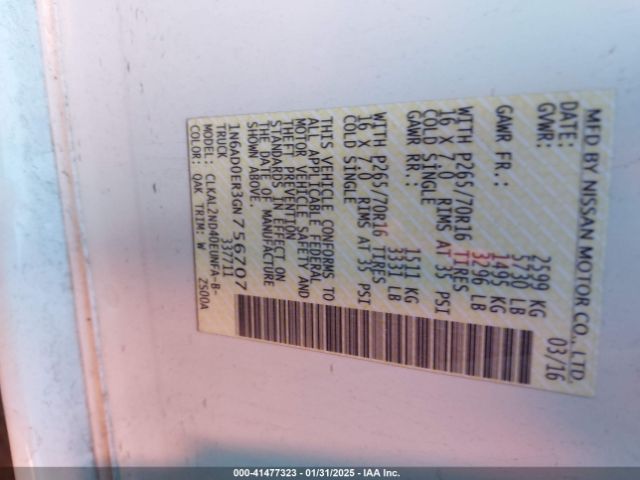 MFD BY NISSAN MOTOR CO., LTD.
DATE: 03/16
GVWR: 2599 KG
5730 LB
GAWR FR.: 1495 KG
3296 LB
WITH P265/70R16 TIRES
16 X 7.0 RIMS AT 35 PSI
COLD SINGLE
GAWR RR.: 1511 KG
3331 LB
WITH P265/70R16 TIRES
16 X 7.0 RIMS AT 35 PSI
COLD SINGLE
THIS VEHICLE CONFORMS TO
ALL APPLICABLE FEDERAL
MOTOR VEHICLE SAFETY AND
THEFT PREVENTION
STANDARDS IN EFFECT ON
THE DATE OF MANUFACTURE
SHOWN ABOVE.
1N6AD0ER3GN756707
TRUCK 337711
MODEL: CLKAL2ND40EUNFA-B-
COLOR: QAK TRIM: W Z500A
000-41477323 - 01/31/2025 - IAA Inc.